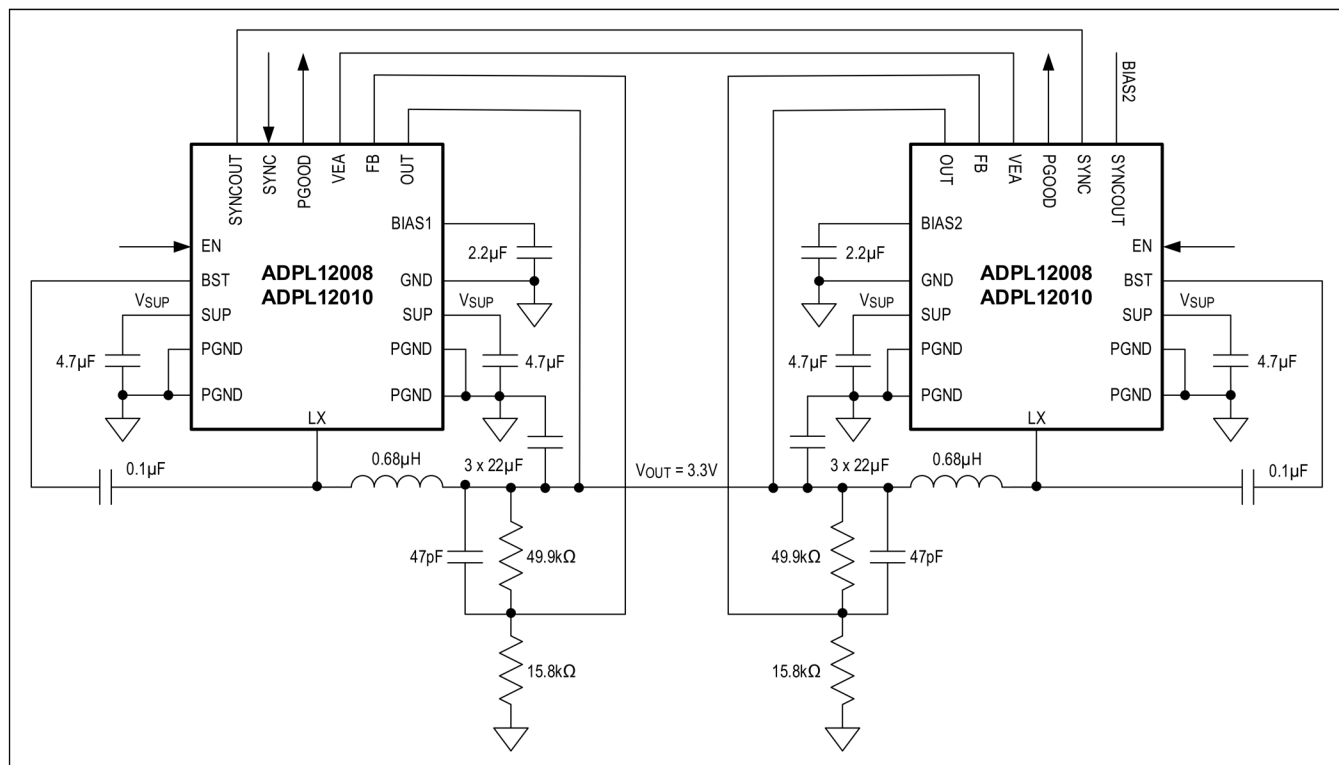 BIAS2
SYNCOUT
SYNC
PGOOD
VEA
FB
OUT
OUT
FB
VEA
PGOOD
SYNC
SYNCOUT
EN
BST
SUP
PGND
PGND
LX
BIAS1
GND
SUP
PGND
PGND
ADPL12008
ADPL12010
VSUP
4.7µF
2.2µF
VSUP
4.7µF
BIAS2
GND
SUP
PGND
PGND
LX
EN
BST
SUP
PGND
PGND
ADPL12008
ADPL12010
2.2µF
VSUP
4.7µF
VSUP
4.7µF
0.1µF
0.68µH
3 x 22µF
VOUT = 3.3V
3 x 22µF
0.68µH
0.1µF
47pF
49.9kΩ
49.9kΩ
47pF
15.8kΩ
15.8kΩ